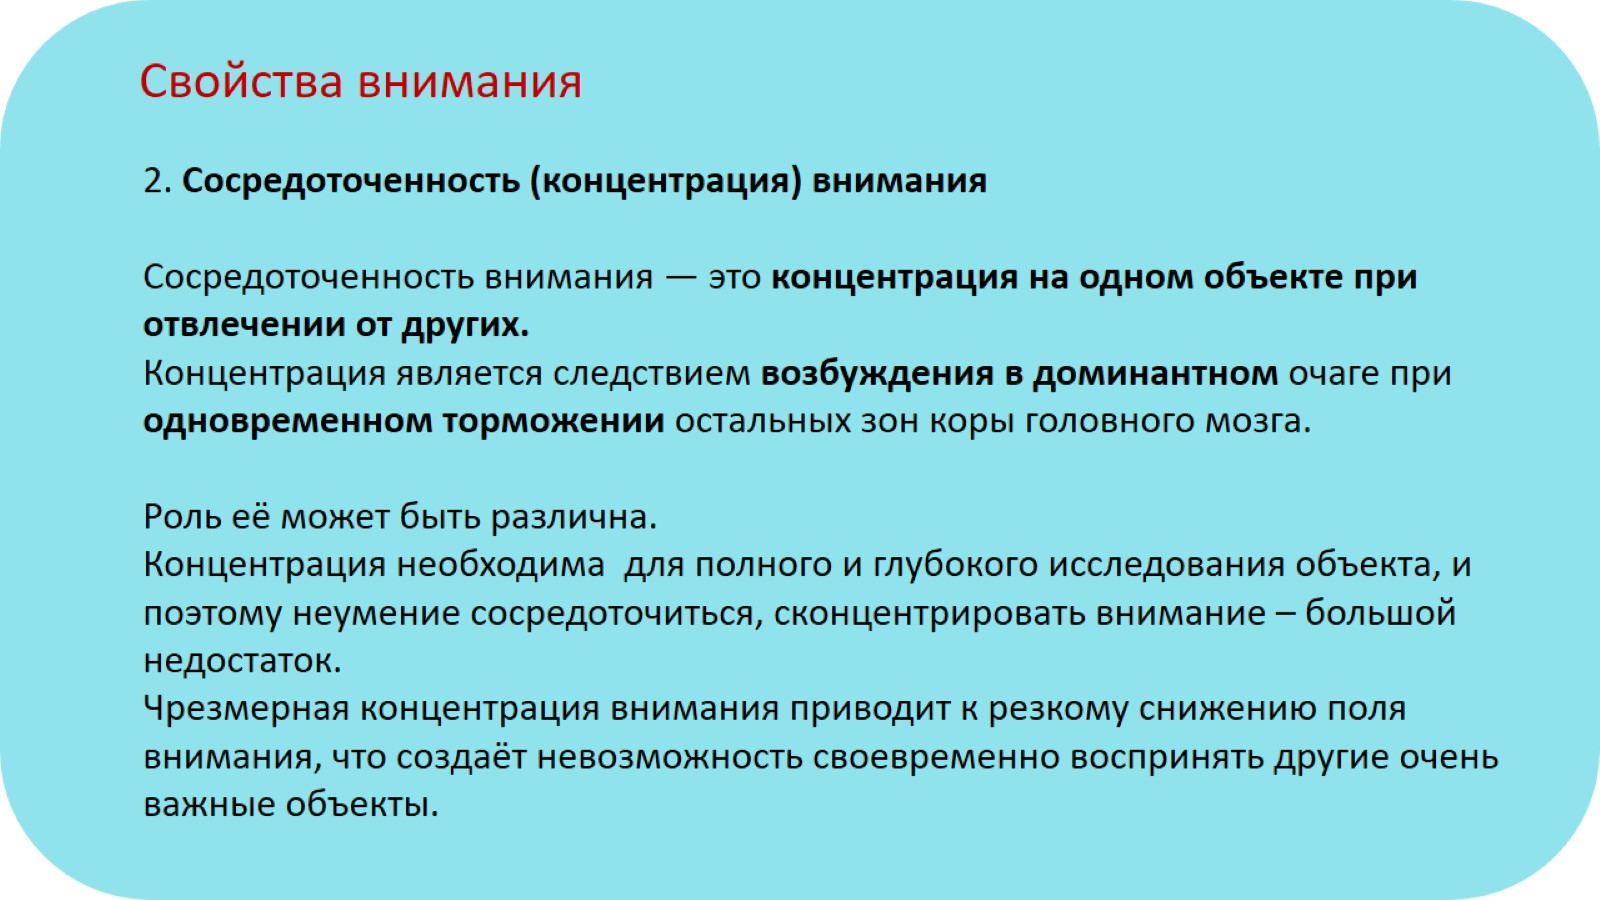 Свойства внимания
2. Сосредоточенность (концентрация) внимания
Сосредоточенность внимания — это концентрация на одном объекте при
отвлечении от других.
Концентрация является следствием возбуждения в доминантном очаге при
одновременном торможении остальных зон коры головного мозга.
Роль её может быть различна.
Концентрация необходима  для полного и глубокого исследования объекта, и
поэтому неумение сосредоточиться, сконцентрировать внимание – большой
недостаток.
Чрезмерная концентрация внимания приводит к резкому снижению поля
внимания, что создаёт невозможность своевременно воспринять другие очень
важные объекты.